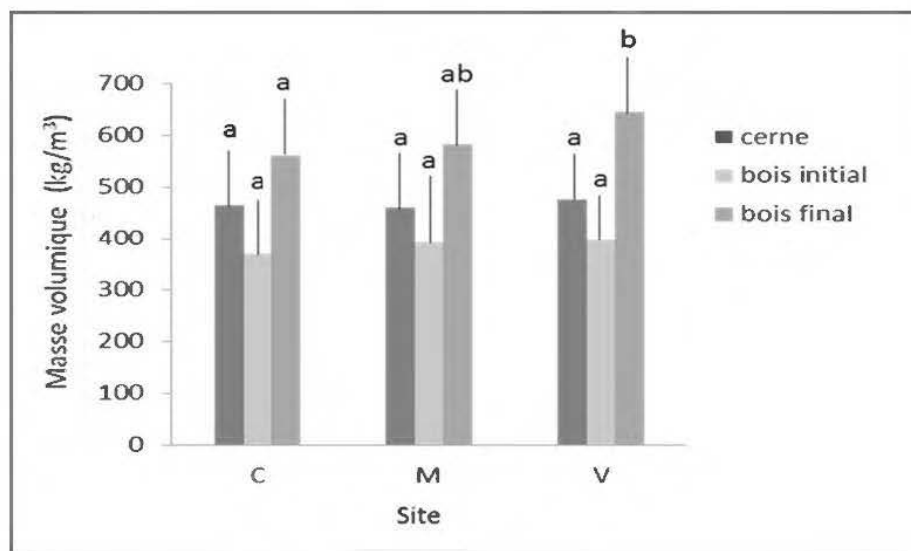 Masse volumique (kg/m³)
700
600
500
400
300
200
100
0
a
a
a
a
a
ab
a
a
b
C
M
V
Site
cerne
bois initial
bois final